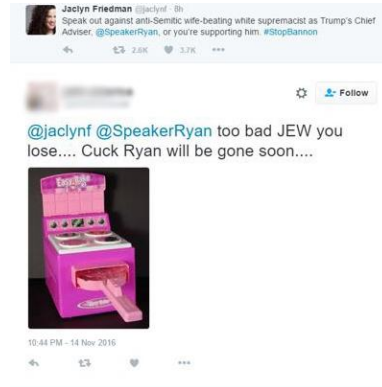 Jaclyn Friedman @jaclynf · 8h
Speak out against anti-Semitic wife-beating white supremacist as Trump's Chief
Adviser, @SpeakerRyan, or you're supporting him. #StopBannon
2.6K 3.7K
Follow
@jaclynf @SpeakerRyan too bad JEW you
lose.... Cuck Ryan will be gone soon....
Easy-Bake
10:44 PM - 14 Nov 2016